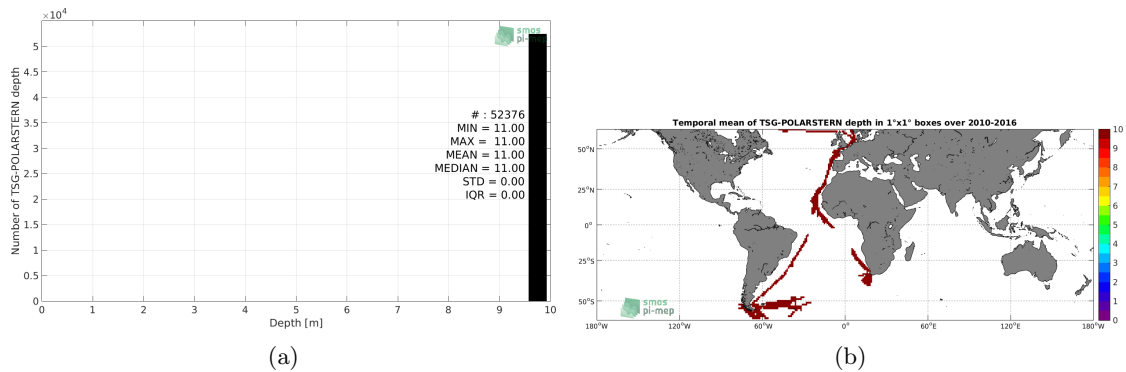 ×10⁴
5
4.5
4
3.5
3
2.5
2
1.5
1
0.5
0
Number of TSG-POLARSTERN depth
smos
pi-mep
# : 52376
MIN = 11.00
MAX = 11.00
MEAN = 11.00
MEDIAN = 11.00
STD = 0.00
IQR = 0.00
0 1 2 3 4 5 6 7 8 9 10
Depth [m]
(a)
Temporal mean of TSG-POLARSTERN depth in 1°x1° boxes over 2010-2016
50°N
25°N
0°
25°S
50°S
smos
pi-mep
180°W 120°W 60°W 0° 60°E 120°E 180°W
10
9
8
7
6
5
4
3
2
1
0
(b)